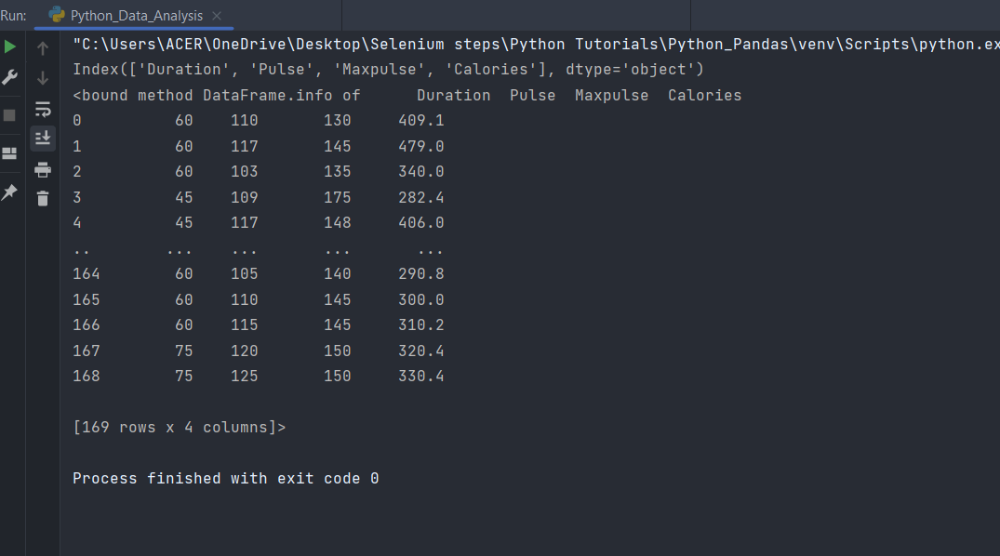 Run: Python_Data_Analysis
"C:\Users\ACER\OneDrive\Desktop\Selenium steps\Python Tutorials\Python_Pandas\venv\Scripts\python.ex
Index(['Duration', 'Pulse', 'Maxpulse', 'Calories'], dtype='object')
<bound method DataFrame.info of      Duration  Pulse  Maxpulse  Calories
0          60    110       130     409.1
1          60    117       145     479.0
2          60    103       135     340.0
3          45    109       175     282.4
4          45    117       148     406.0
..        ...    ...       ...       ...
164        60    105       140     290.8
165        60    110       145     300.0
166        60    115       145     310.2
167        75    120       150     320.4
168        75    125       150     330.4
[169 rows x 4 columns]>
Process finished with exit code 0